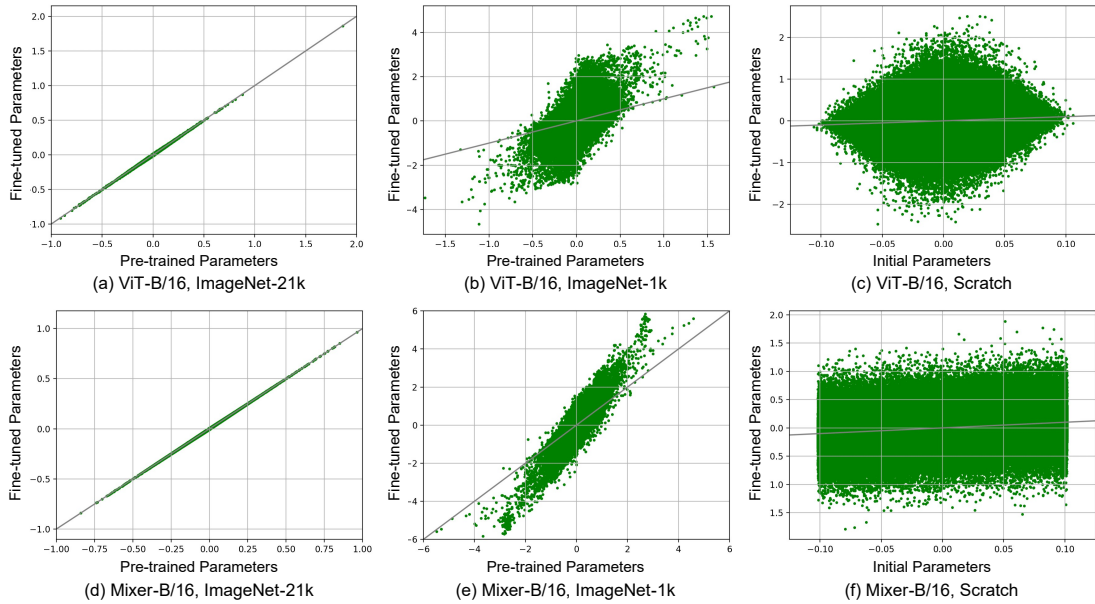 2.0
1.5
1.0
0.5
0.0
0.5
1.0
−1.0 −0.5 0.0 0.5 1.0 1.5 2.0
Fine-tuned Parameters
Pre-trained Parameters
(a) ViT-B/16, ImageNet-21k
4
2
0
−2
−4
−1.5 −1.0 −0.5 0.0 0.5 1.0 1.5
Fine-tuned Parameters
Pre-trained Parameters
(b) ViT-B/16, ImageNet-1k
2
1
0
−1
−2
−0.10 −0.05 0.00 0.05 0.10
Fine-tuned Parameters
Initial Parameters
(c) ViT-B/16, Scratch
1.0
0.5
0.0
−0.5
−1.0
−1.00 −0.75 −0.50 −0.25 0.00 0.25 0.50 0.75 1.00
Fine-tuned Parameters
Pre-trained Parameters
(d) Mixer-B/16, ImageNet-21k
6
4
2
0
−2
−4
−6
−6 −4 −2 0 2 4 6
Fine-tuned Parameters
Pre-trained Parameters
(e) Mixer-B/16, ImageNet-1k
2.0
1.5
1.0
0.5
0.0
0.5
1.0
1.5
−0.10 −0.05 0.00 0.05 0.10
Fine-tuned Parameters
Initial Parameters
(f) Mixer-B/16, Scratch